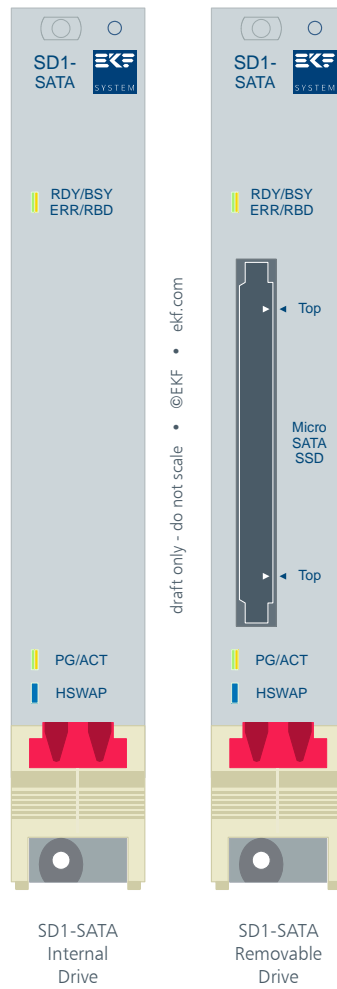 SD1-
SATA
EKF
SYSTEM
RDY/BSY
ERR/RBD
PG/ACT
HSWAP
SD1-SATA
Internal
Drive
draft only - do not scale • ©EKF • ekf.com
SD1-
SATA
EKF
SYSTEM
RDY/BSY
ERR/RBD
Top
Micro
SATA
SSD
Top
PG/ACT
HSWAP
SD1-SATA
Removable
Drive